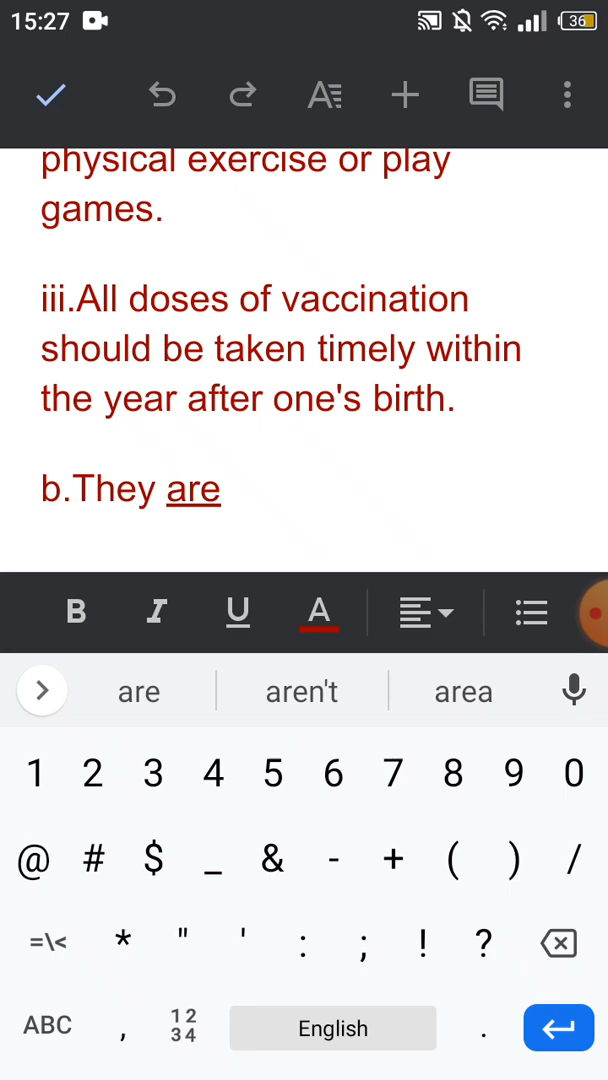 15:27
36
physical exercise or play
games.
iii.All doses of vaccination
should be taken timely within
the year after one's birth.
b.They are
B I U A
are aren't area
1 2 3 4 5 6 7 8 9 0
@ # $ _ & - + ( ) /
=\< * " ' : ; ! ?
ABC , 12 34 English .